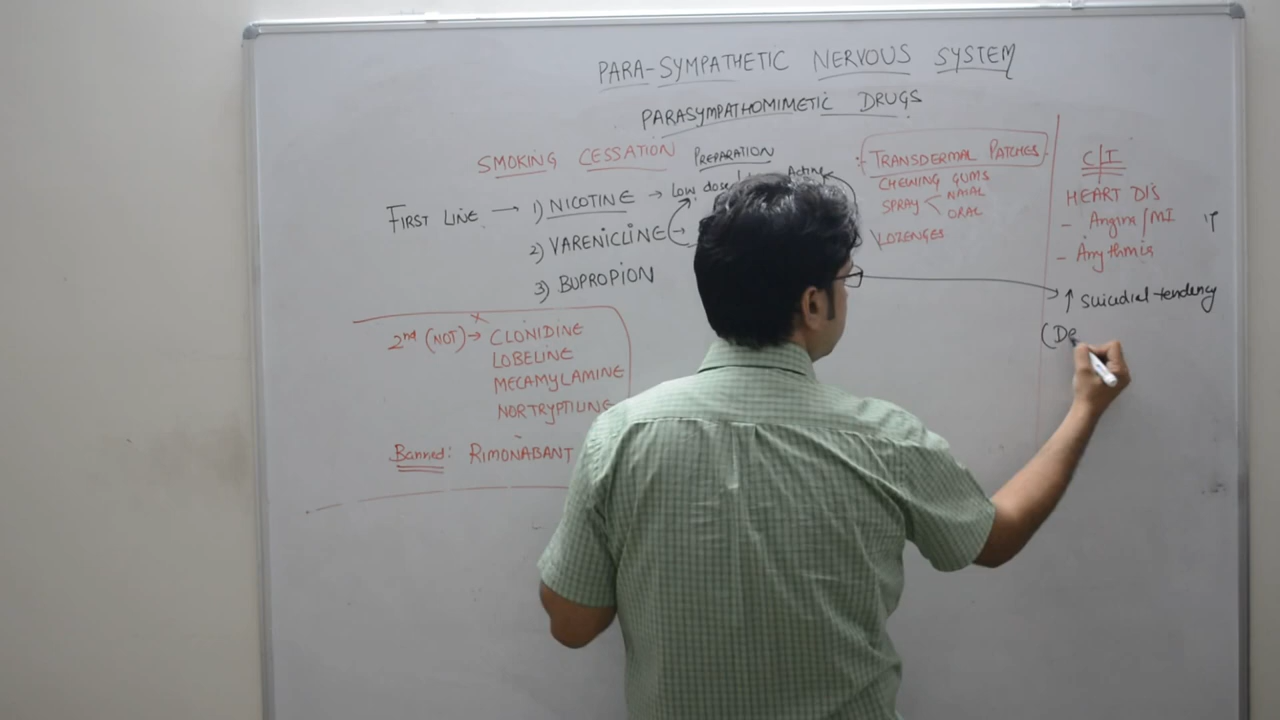 PARA-SYMPATHETIC NERVOUS SYSTEM
PARASYMPATHOMIMETIC DRUGS
SMOKING CESSATION PREPARATION
FIRST LINE → 1) NICOTINE → Low dose
2) VARENICLINE →
3) BUPROPION
2nd (NOT) → CLONIDINE
LOBELINE
MECAMYLAMINE
NORTRYPTILINE
Banned: RIMONABANT
TRANSDERMAL PATCHES
CHEWING GUMS
SPRAY < NASAL
ORAL
LOZENGES
C/I
HEART DIS
- Angina/MI
- Arrythmia
↑ suicidial tendency
(De